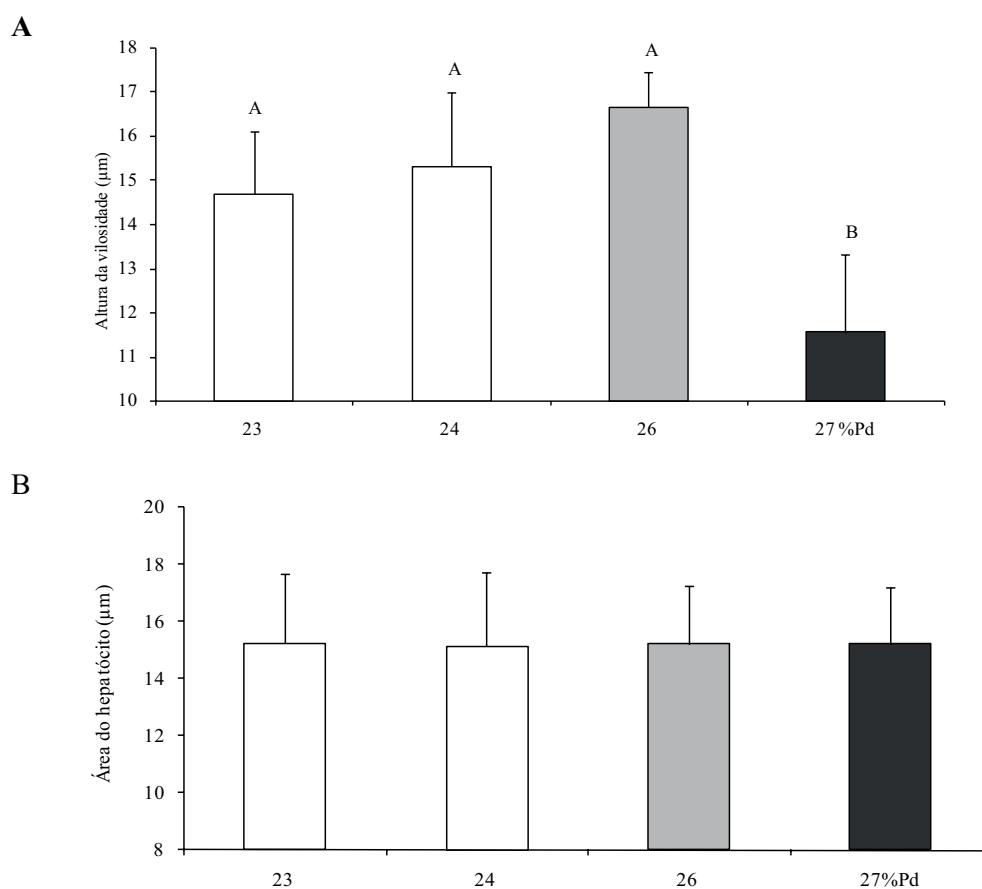 A
Altura da vilosidade (µm)
18
17
16
15
14
13
12
11
10
A
A
A
B
23 24 26 27%Pd
B
Área do hepatócito (µm)
20
18
16
14
12
10
8
23 24 26 27%Pd